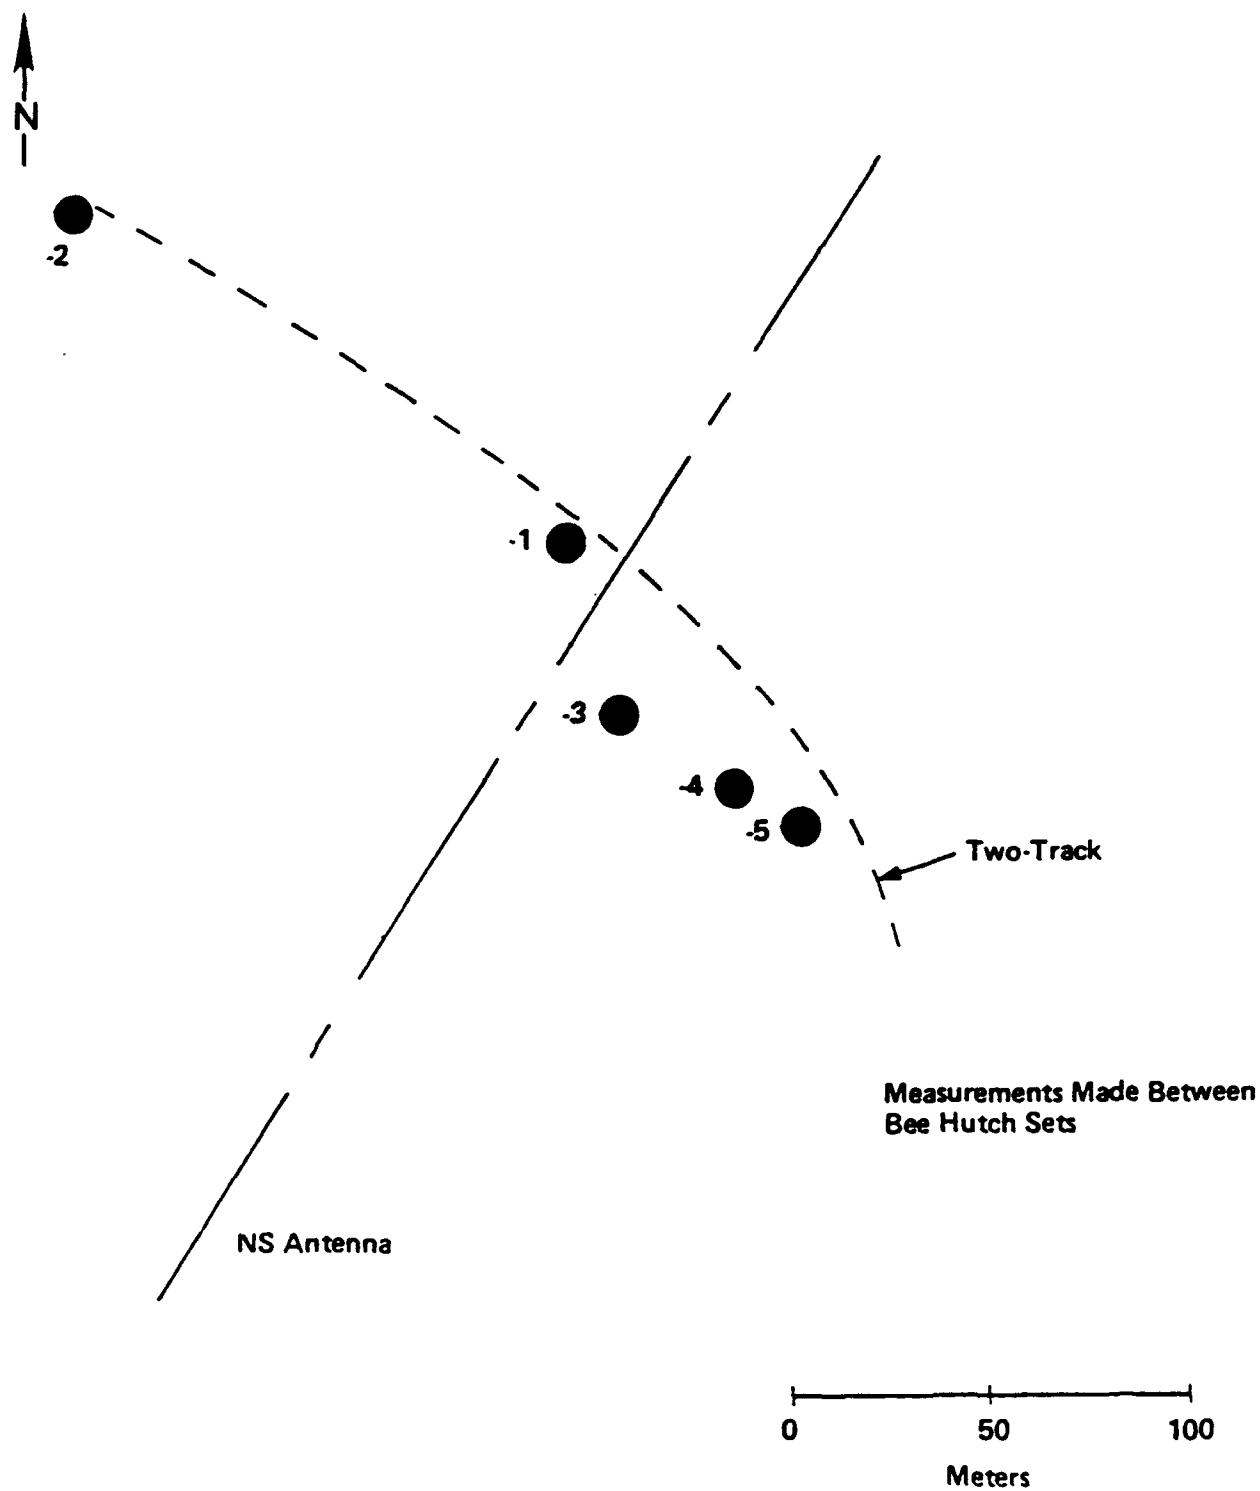 N
-2
-1
-3
-4
-5
Two-Track
Measurements Made Between
Bee Hutch Sets
NS Antenna
0 50 100
Meters